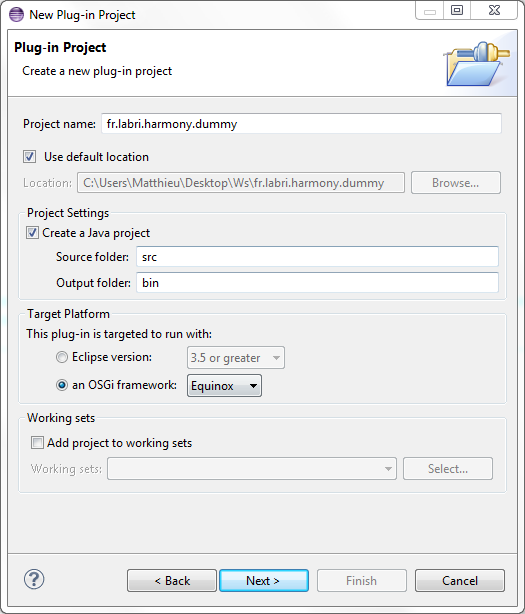 New Plug-in Project
Plug-in Project
Create a new plug-in project
Project name: fr.labri.harmony.dummy
Use default location
Location: C:\Users\Matthieu\Desktop\Ws\fr.labri.harmony.dummy Browse...
Project Settings
Create a Java project
Source folder: src
Output folder: bin
Target Platform
This plug-in is targeted to run with:
Eclipse version: 3.5 or greater
an OSGi framework: Equinox
Working sets
Add project to working sets
Working sets: Select...
? < Back Next > Finish Cancel